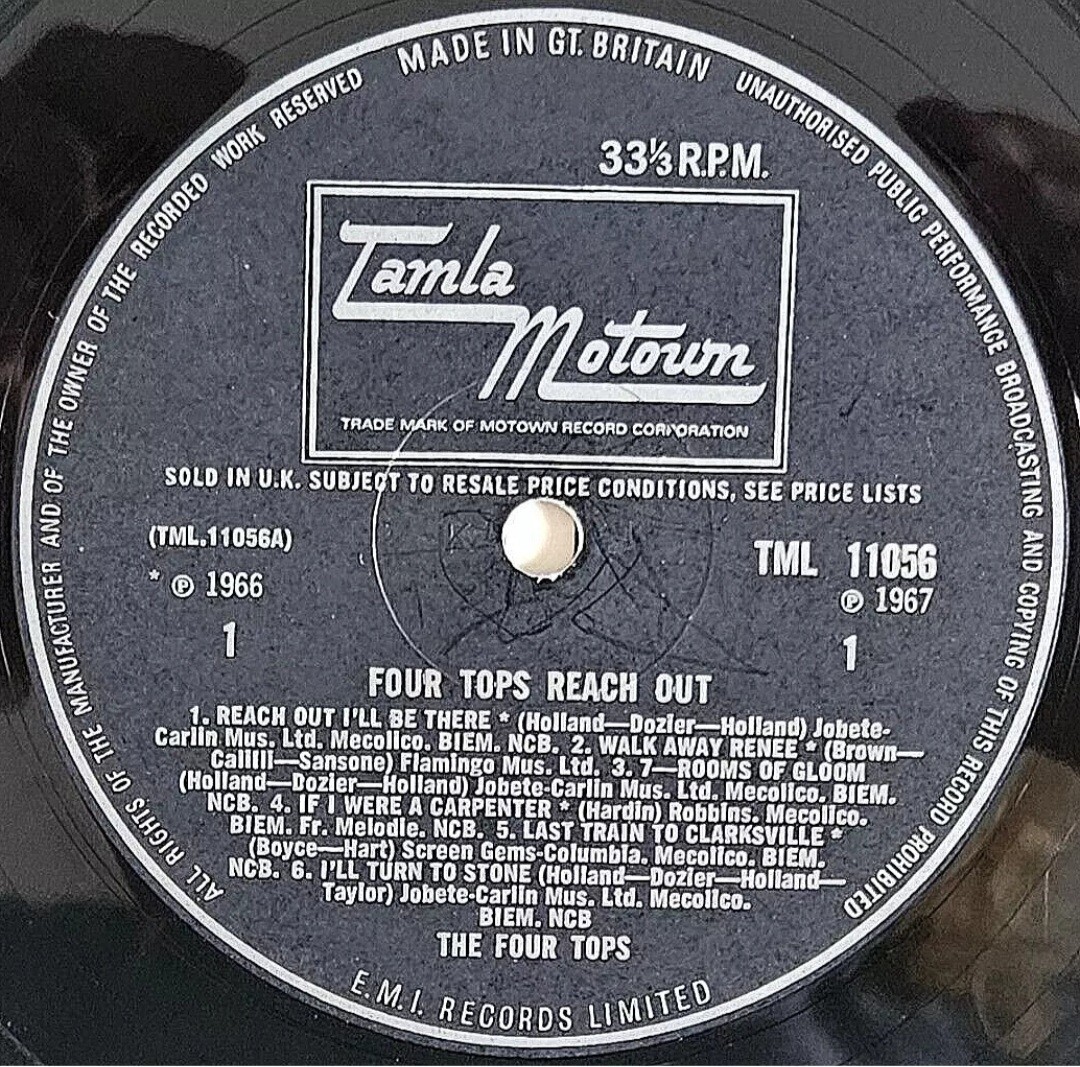 MADE IN GT. BRITAIN
UNAUTHORISED PUBLIC PERFORMANCE BROADCASTING AND COPYING OF THIS RECORD PROHIBITED
ALL RIGHTS OF THE MANUFACTURER AND OF THE OWNER OF THE RECORDED WORK RESERVED
33⅓ R.P.M.
Tamla
Motown
TRADE MARK OF MOTOWN RECORD CORPORATION
SOLD IN U.K. SUBJECT TO RESALE PRICE CONDITIONS, SEE PRICE LISTS
(TML.11056A)
TML 11056
* ℗ 1966
℗ 1967
1
1
FOUR TOPS REACH OUT
1. REACH OUT I'LL BE THERE * (Holland—Dozier—Holland) Jobete-
Carlin Mus. Ltd. Mecolico. BIEM. NCB. 2. WALK AWAY RENEE * (Brown—
Calilli—Sansone) Flamingo Mus. Ltd. 3. 7—ROOMS OF GLOOM
(Holland—Dozier—Holland) Jobete-Carlin Mus. Ltd. Mecolico. BIEM.
NCB. 4. IF I WERE A CARPENTER * (Hardin) Robbins. Mecolico.
BIEM. Fr. Melodie. NCB. 5. LAST TRAIN TO CLARKSVILLE *
(Boyce—Hart) Screen Gems-Columbia. Mecolico. BIEM.
NCB. 6. I'LL TURN TO STONE (Holland—Dozier—Holland—
Taylor) Jobete-Carlin Mus. Ltd. Mecolico.
BIEM. NCB
THE FOUR TOPS
E.M.I. RECORDS LIMITED